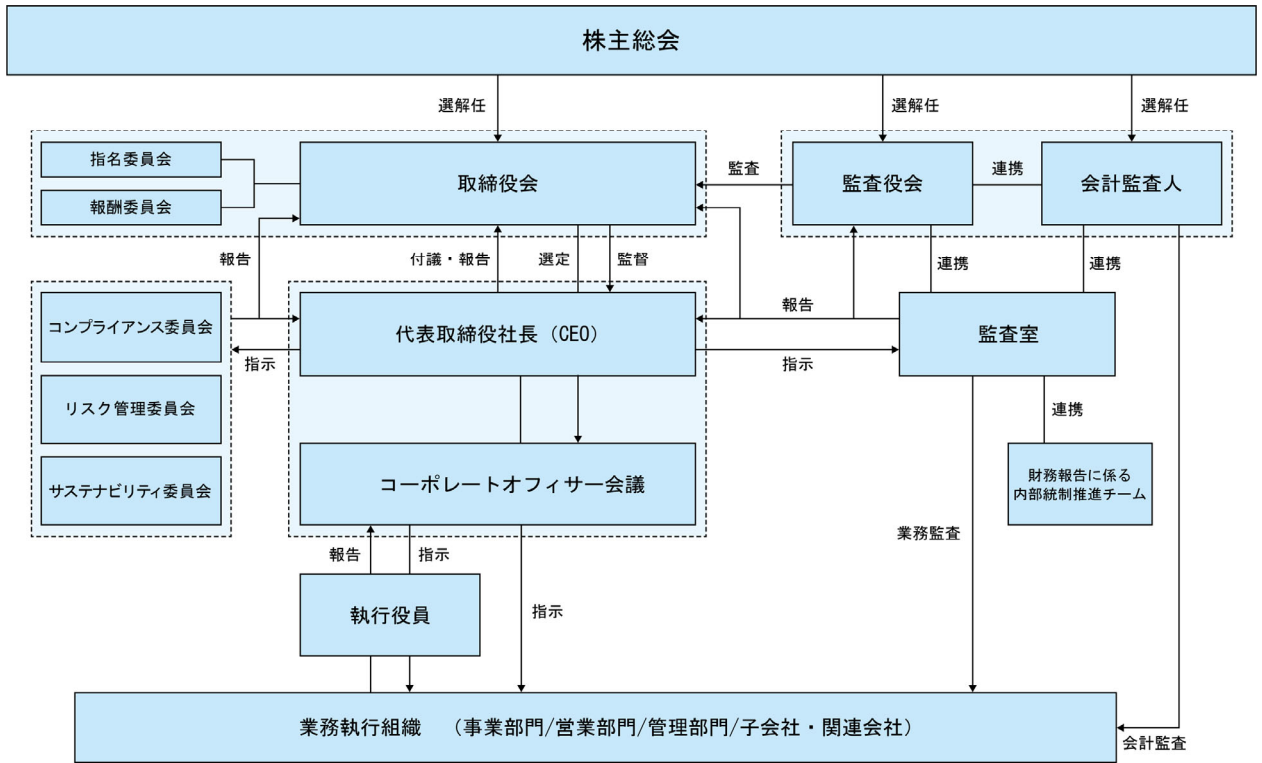 株主総会
選解任
選解任
選解任
指名委員会
報酬委員会
取締役会
監査
監査役会
連携
会計監査人
報告
付議・報告
選定
監督
連携
連携
コンプライアンス委員会
リスク管理委員会
サステナビリティ委員会
指示
代表取締役社長（CEO）
報告
指示
監査室
連携
コーポレートオフィサー会議
財務報告に係る
内部統制推進チーム
業務監査
報告
指示
執行役員
指示
業務執行組織　（事業部門/営業部門/管理部門/子会社・関連会社）
会計監査